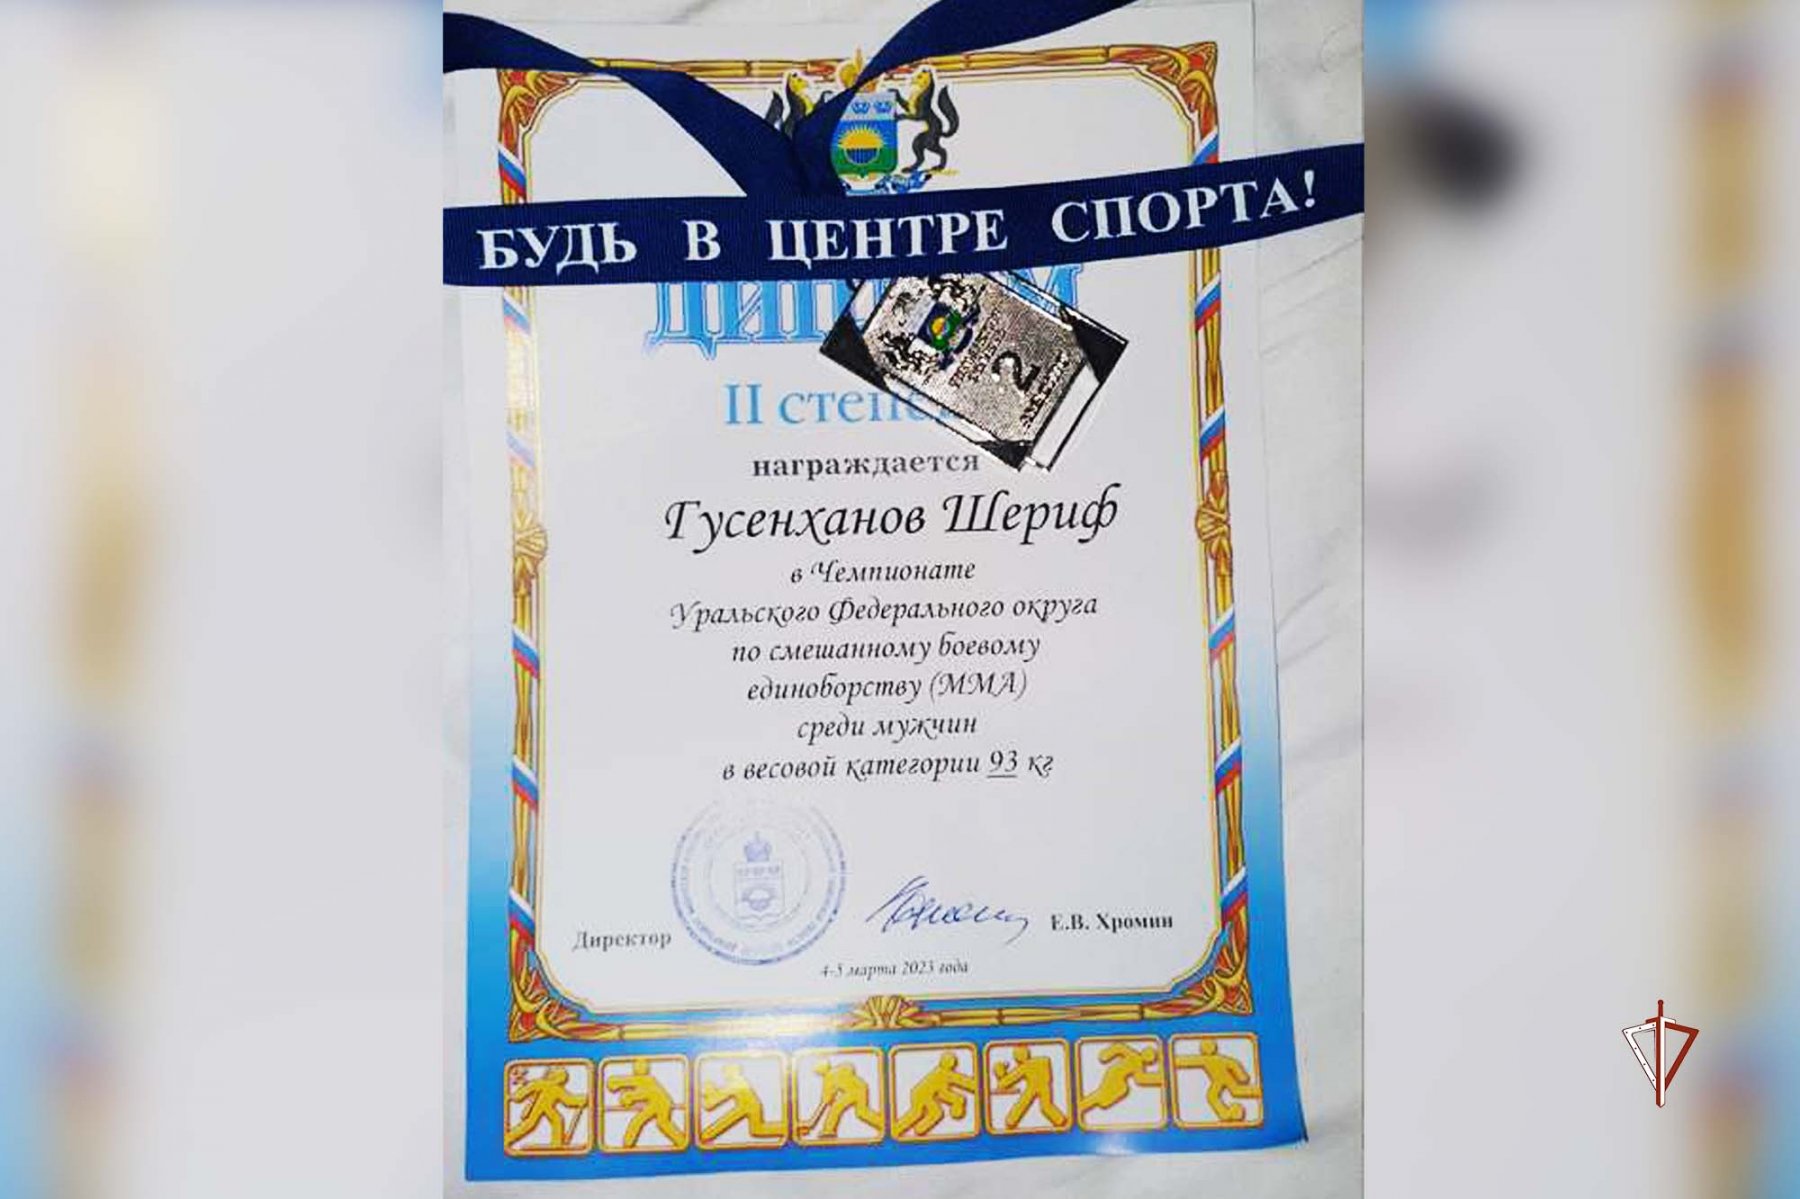 БУДЬ В ЦЕНТРЕ СПОРТА!
2
II
награждается
Гусенханов Шериф
в Чемпионате
Уральского Федерального округа
по смешанному боевому
единоборству (ММА)
среди мужчин
в весовой категории 93 кг
Директор
Е.В. Хромин
4-5 марта 2023 года